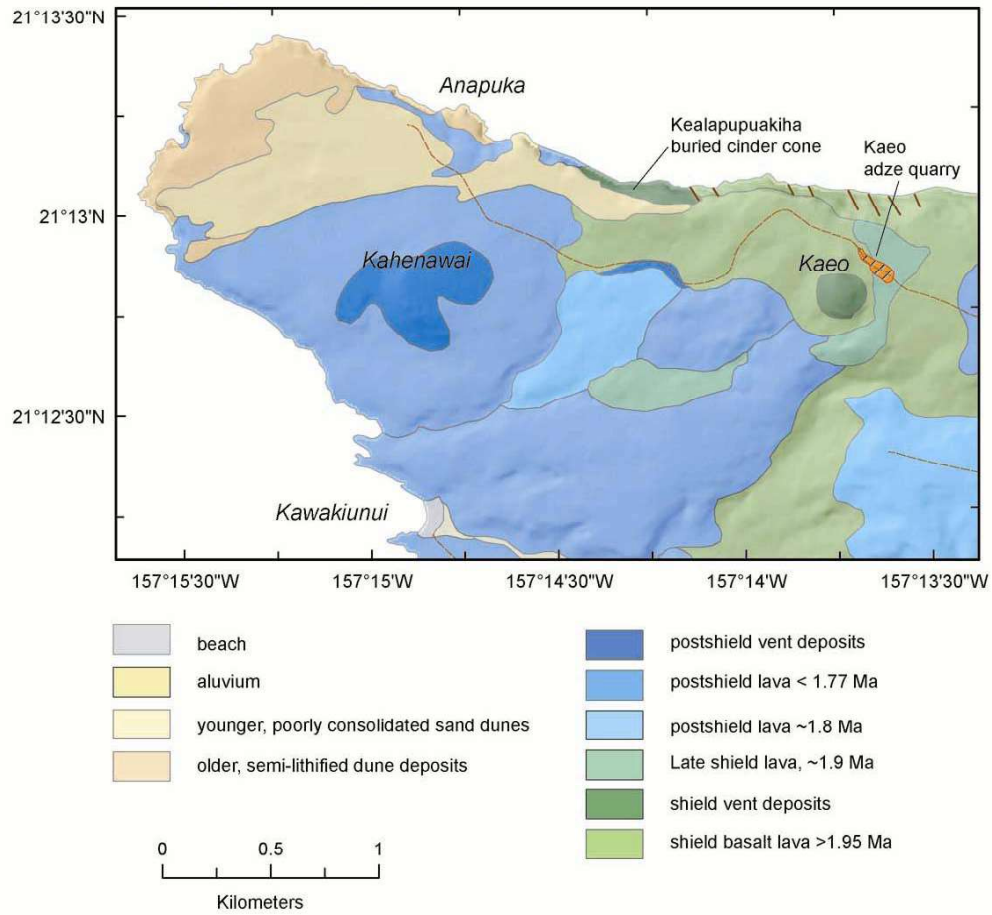 21°13'30"N
Anapuka
Kealapupuakiha
buried cinder cone
Kaeo
adze quarry
21°13'N
Kahenawai
Kaeo
21°12'30"N
Kawakiunui
157°15'30"W
157°15'W
157°14'30"W
157°14'W
157°13'30"W
beach
aluvium
younger, poorly consolidated sand dunes
older, semi-lithified dune deposits
postshield vent deposits
postshield lava < 1.77 Ma
postshield lava ~1.8 Ma
Late shield lava, ~1.9 Ma
shield vent deposits
shield basalt lava >1.95 Ma
0
0.5
1
Kilometers